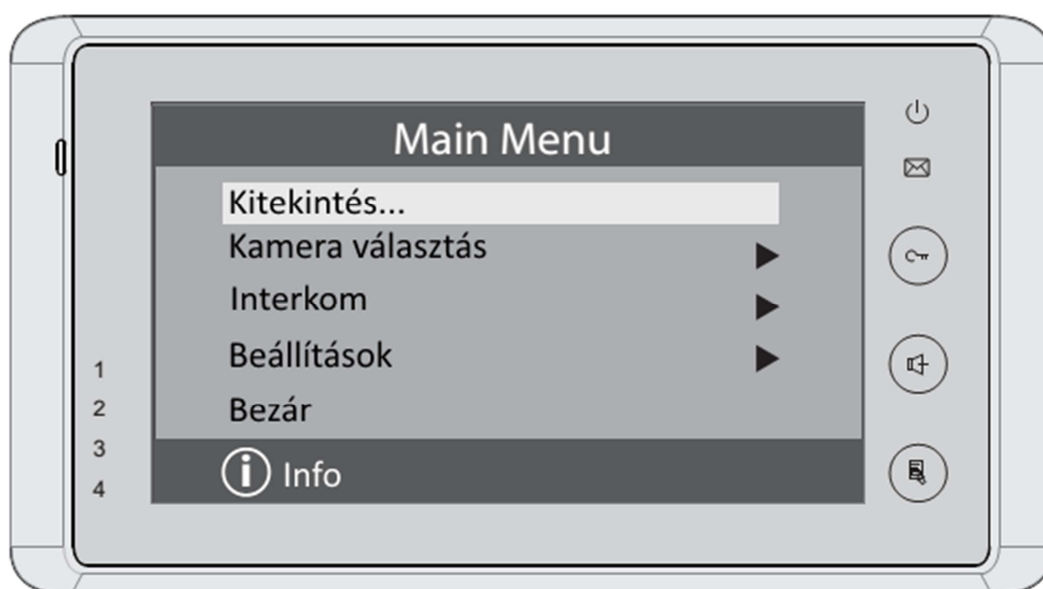 Main Menu
Kitekintés...
Kamera választás
Interkom
Beállítások
Bezár
Info
1
2
3
4